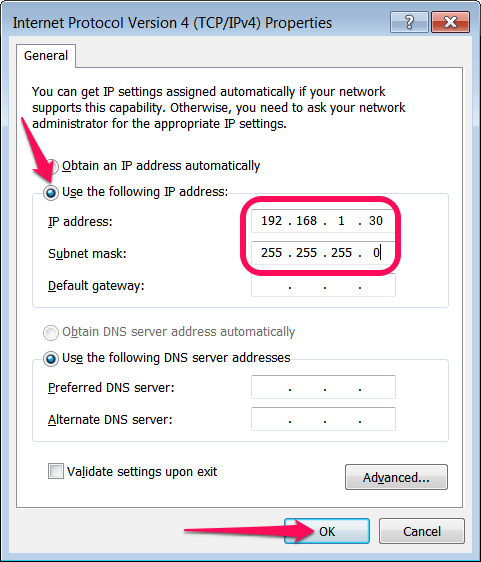 Internet Protocol Version 4 (TCP/IPv4) Properties
?
General
You can get IP settings assigned automatically if your network
supports this capability. Otherwise, you need to ask your network
administrator for the appropriate IP settings.
Obtain an IP address automatically
Use the following IP address:
IP address: 192 . 168 . 1 . 30
Subnet mask: 255 . 255 . 255 . 0
Default gateway: . . .
Obtain DNS server address automatically
Use the following DNS server addresses
Preferred DNS server: . . .
Alternate DNS server: . . .
Validate settings upon exit
Advanced...
OK Cancel